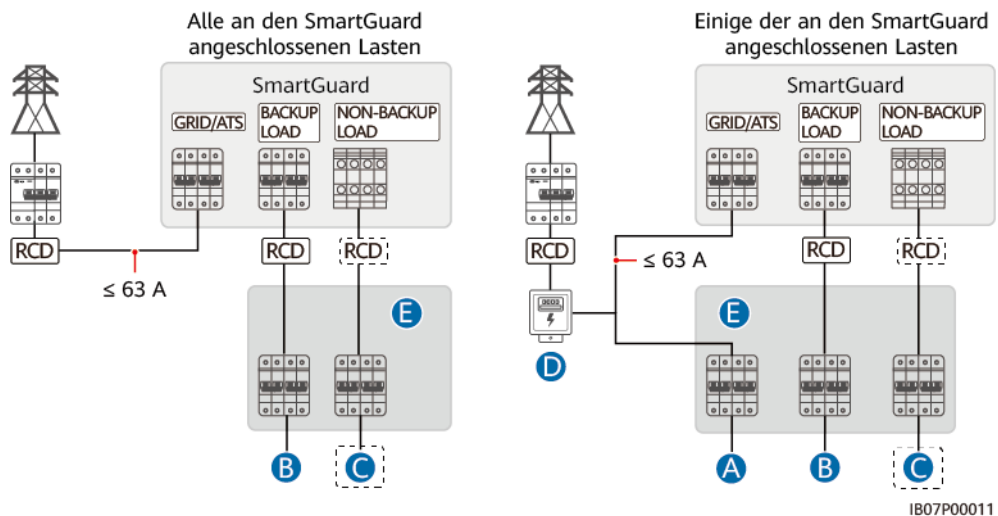 Alle an den SmartGuard
angeschlossenen Lasten
SmartGuard
GRID/ATS
BACKUP
LOAD
NON-BACKUP
LOAD
RCD
RCD
RCD
≤ 63 A
E
B
C
Einige der an den SmartGuard
angeschlossenen Lasten
SmartGuard
GRID/ATS
BACKUP
LOAD
NON-BACKUP
LOAD
RCD
RCD
RCD
≤ 63 A
E
D
A
B
C
IB07P00011